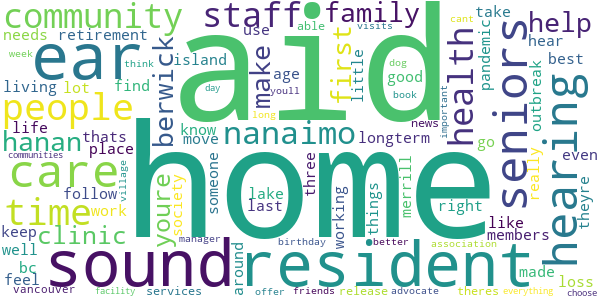 community
staff
family
take
cant
visits
help
needs
retirement
use
able
island
hear
best
week
think
ear
aid
first
little
dog
good
book
pandemic
outbreak
seniors
health
hearing
berwick
make
age
youll
day
long
living
lot
find
people
life
thats
place
hanan
know
move
nanaimo
longterm
news
important
go
even
really
theyre
communities
care
home
village
follow
someone
three
lake
last
working
things
merrill
right
like
members
time
work
youre
society
keep
clinic
manager
birthday
better
association
well
bc
feel
sound
resident
around
theres
made
loss
vancouver
facility
services
offer
friends
release
advocate
everything
choose